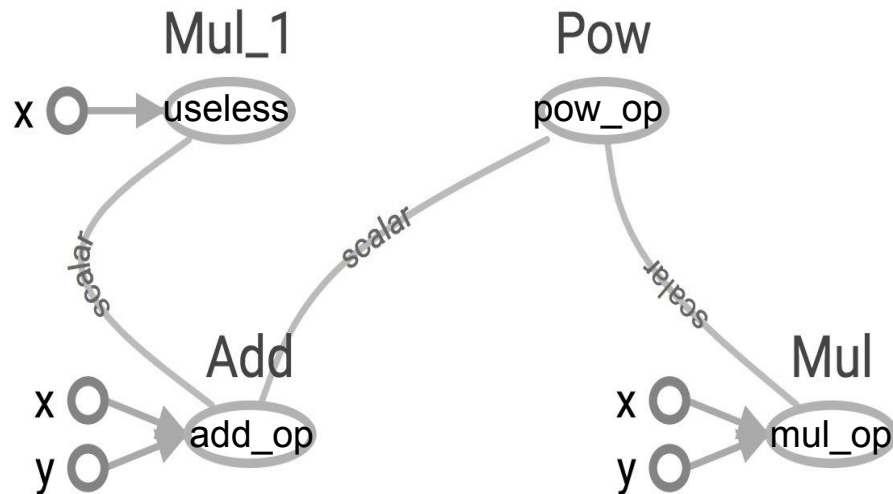 Mul_1
Pow
x
useless
pow_op
scalar
scalar
scalar
Add
Mul
x
y
add_op
x
y
mul_op